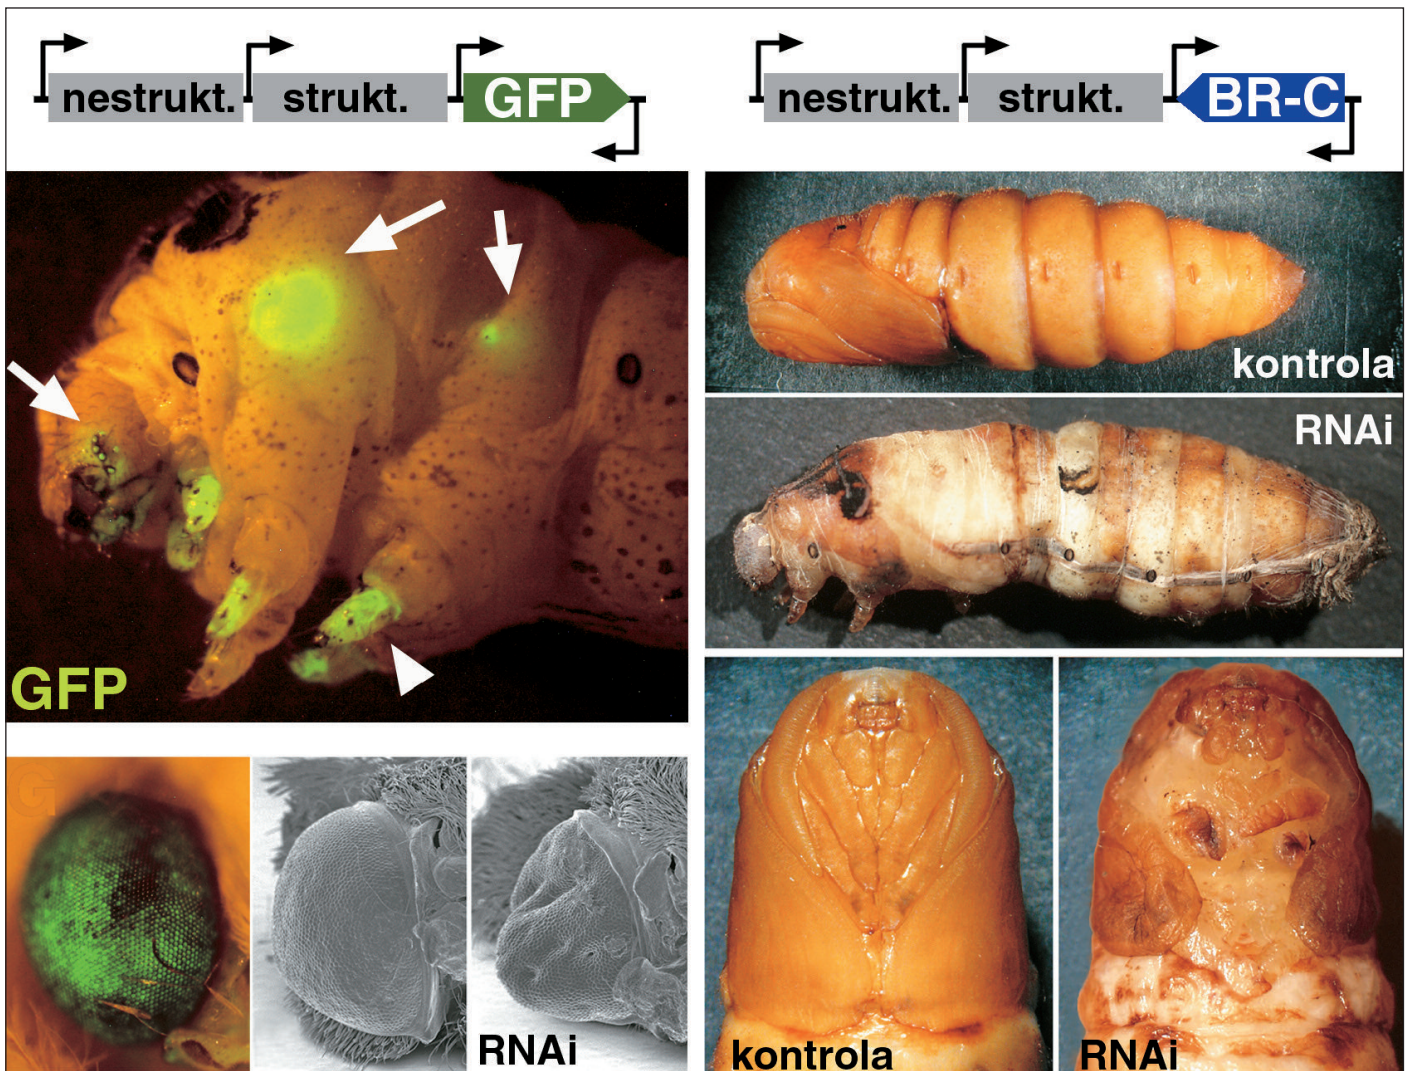 nestrukt. strukt. GFP
nestrukt. strukt. BR-C
kontrola
RNAi
GFP
G
RNAi
kontrola
RNAi